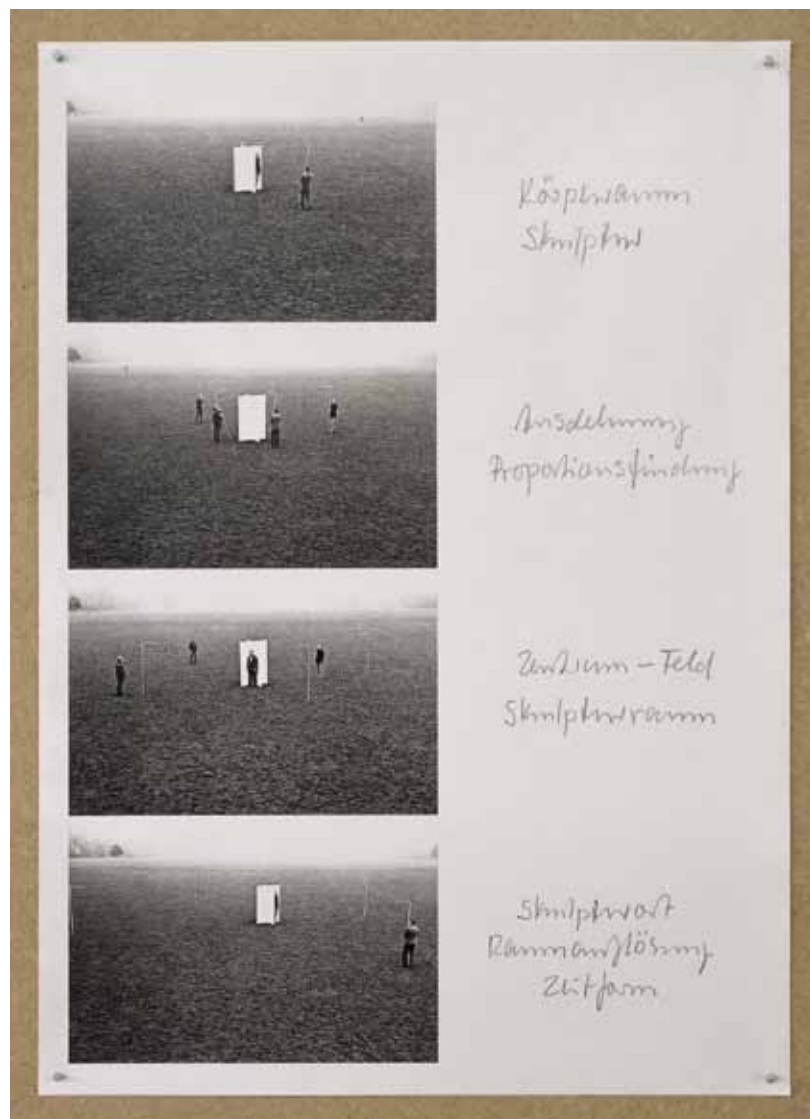 Körperraum
Skulptur
Ausdehnung
Proportionsfindung
Zentrum – Feld
Skulpturraum
Skulpturort
Raumauflösung
Zeitform